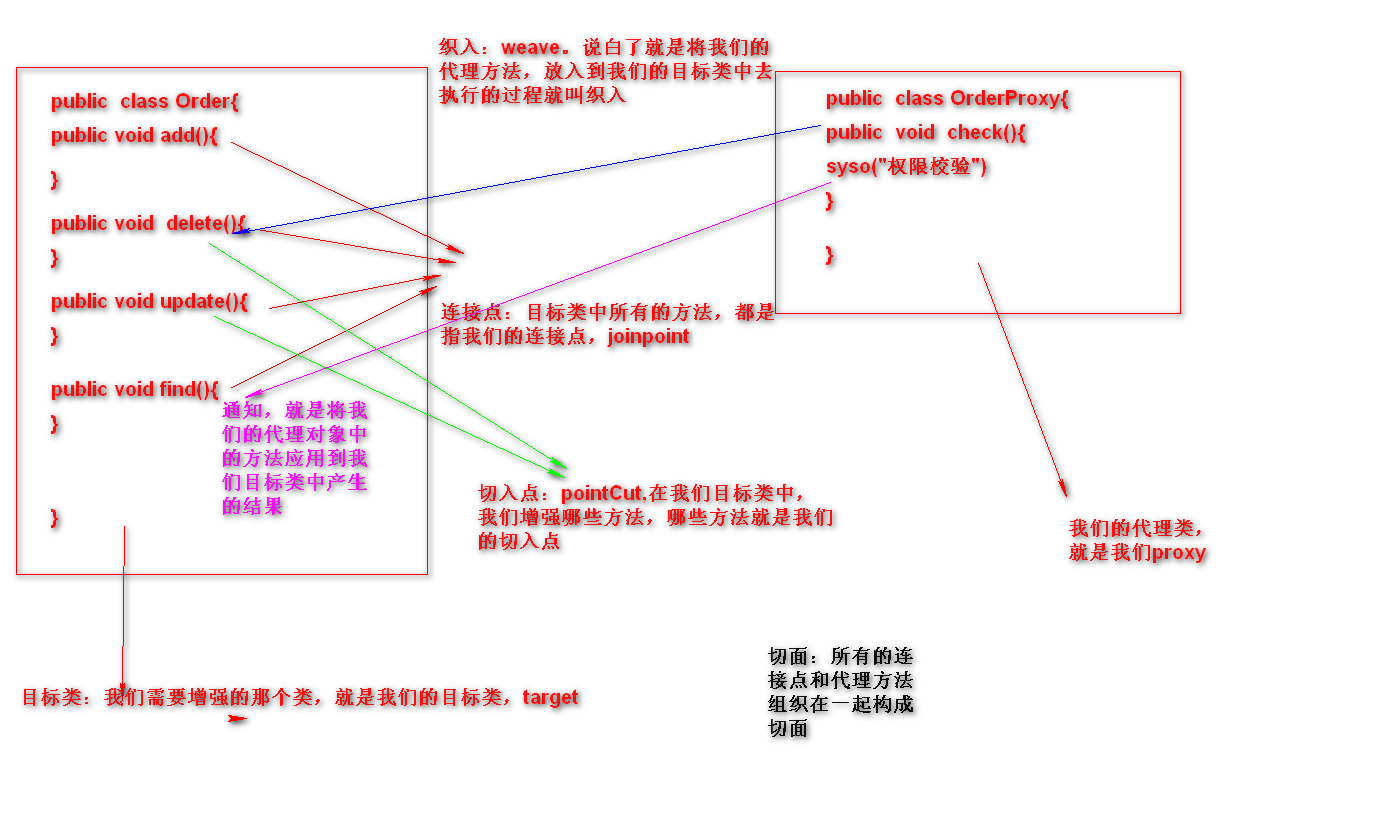 织入：weave。说白了就是将我们的
代理方法，放入到我们的目标类中去
执行的过程就叫织入
public  class Order{
public void add(){
}
public void  delete(){
}
public void update(){
}
public void find(){
}
}
通知，就是将我
们的代理对象中
的方法应用到我
们目标类中产生
的结果
public  class OrderProxy{
public  void  check(){
syso("权限校验")
}
}
连接点：目标类中所有的方法，都是
指我们的连接点，joinpoint
切入点：pointCut,在我们目标类中，
我们增强哪些方法，哪些方法就是我们
的切入点
我们的代理类，
就是我们proxy
目标类：我们需要增强的那个类，就是我们的目标类，target
切面：所有的连
接点和代理方法
组织在一起构成
切面